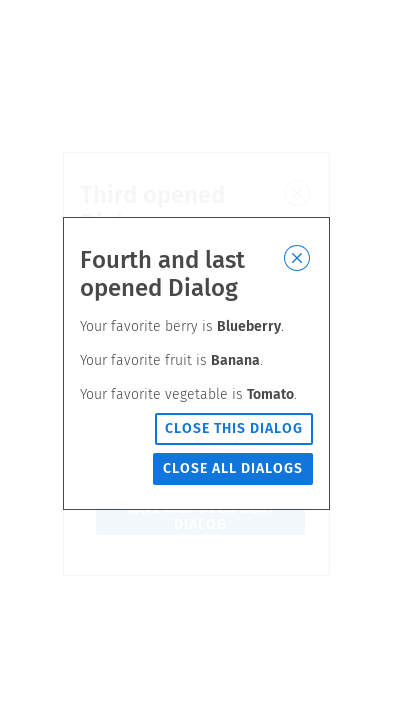 Third opened
Fourth and last
opened Dialog
Your favorite berry is Blueberry.
Your favorite fruit is Banana.
Your favorite vegetable is Tomato.
CLOSE THIS DIALOG
CLOSE ALL DIALOGS
DIALOG